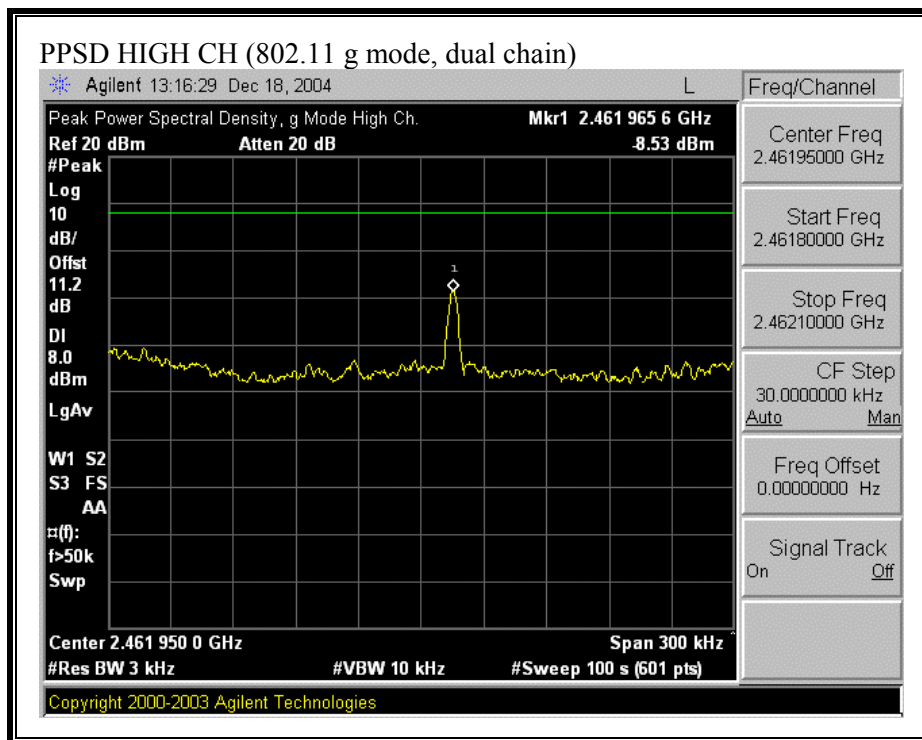 PPSD HIGH CH (802.11 g mode, dual chain)
Agilent 13:16:29 Dec 18, 2004 L
Freq/Channel
Peak Power Spectral Density, g Mode High Ch. Mkr1 2.461 965 6 GHz
Ref 20 dBm Atten 20 dB -8.53 dBm
#Peak
Log
10
dB/
Offst
11.2
dB
DI
8.0
dBm
LgAv
W1 S2
S3 FS
AA
¤(f):
f>50k
Swp
1
Center 2.461 950 0 GHz Span 300 kHz ^
#Res BW 3 kHz #VBW 10 kHz #Sweep 100 s (601 pts)
Center Freq
2.46195000 GHz
Start Freq
2.46180000 GHz
Stop Freq
2.46210000 GHz
CF Step
30.0000000 kHz
Auto Man
Freq Offset
0.00000000 Hz
Signal Track
On Off
Copyright 2000-2003 Agilent Technologies